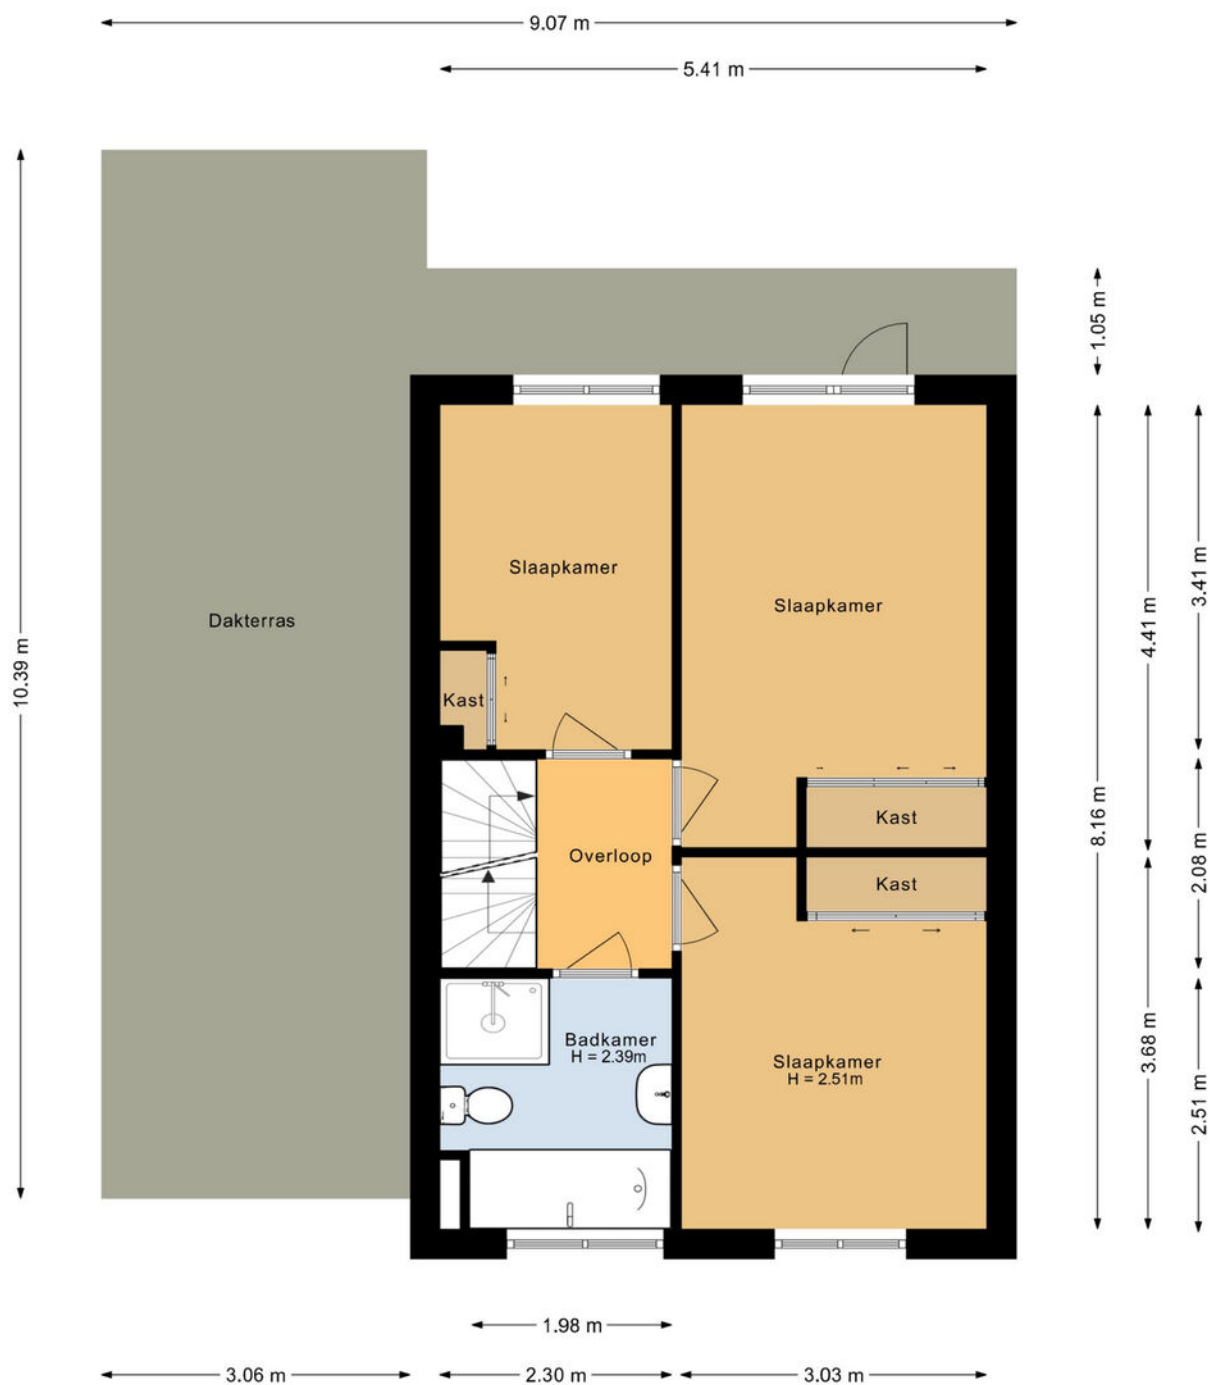 9.07 m
5.41 m
1.05 m
10.39 m
3.41 m
4.41 m
8.16 m
2.08 m
3.68 m
2.51 m
Slaapkamer
Slaapkamer
Dakterras
Kast
Kast
Overloop
Kast
Badkamer
H = 2.39m
Slaapkamer
H = 2.51m
1.98 m
3.06 m
2.30 m
3.03 m